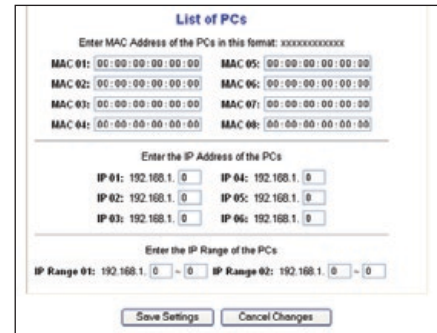 List of PCs
Enter MAC Address of the PCs in this format: xxxxxxxxxxxx
MAC 01: 00:00:00:00:00:00 MAC 05: 00:00:00:00:00:00
MAC 02: 00:00:00:00:00:00 MAC 06: 00:00:00:00:00:00
MAC 03: 00:00:00:00:00:00 MAC 07: 00:00:00:00:00:00
MAC 04: 00:00:00:00:00:00 MAC 08: 00:00:00:00:00:00
Enter the IP Address of the PCs
IP 01: 192.168.1. 0 IP 04: 192.168.1. 0
IP 02: 192.168.1. 0 IP 05: 192.168.1. 0
IP 03: 192.168.1. 0 IP 06: 192.168.1. 0
Enter the IP Range of the PCs
IP Range 01: 192.168.1. 0 ~ 0 IP Range 02: 192.168.1. 0 ~ 0
Save Settings Cancel Changes